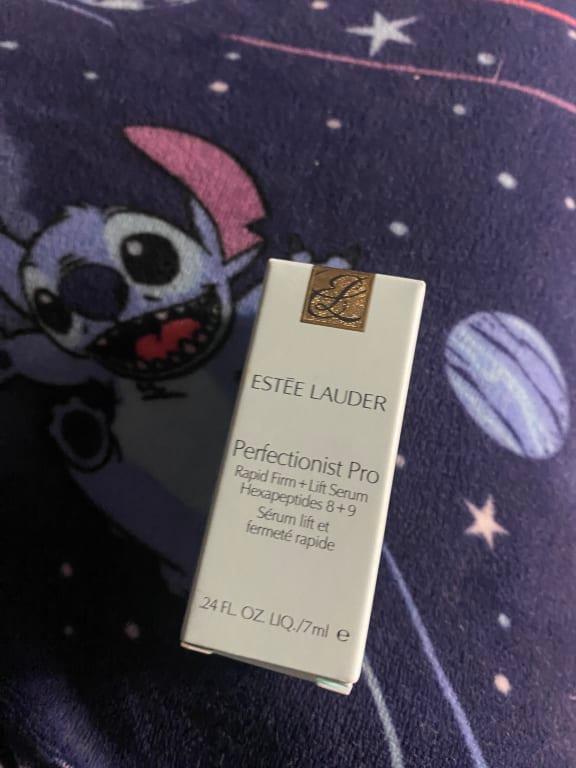 ESTĒE LAUDER
Perfectionist Pro
Rapid Firm + Lift Serum
Hexapeptides 8+9
Sérum lift et
fermeté rapide
.24 FL. OZ. LIQ./7ml ℮